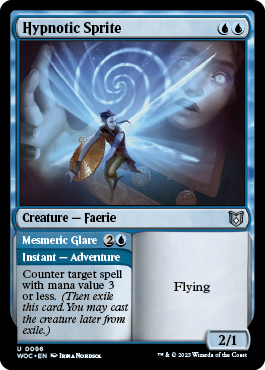 Hypnotic Sprite
Creature — Faerie
Mesmeric Glare 2
Instant — Adventure
Counter target spell
with mana value 3
or less. (Then exile
this card. You may cast
the creature later from
exile.)
Flying
2/1
U 0096
WOC • EN Irina Nordsol
™ & © 2023 Wizards of the Coast